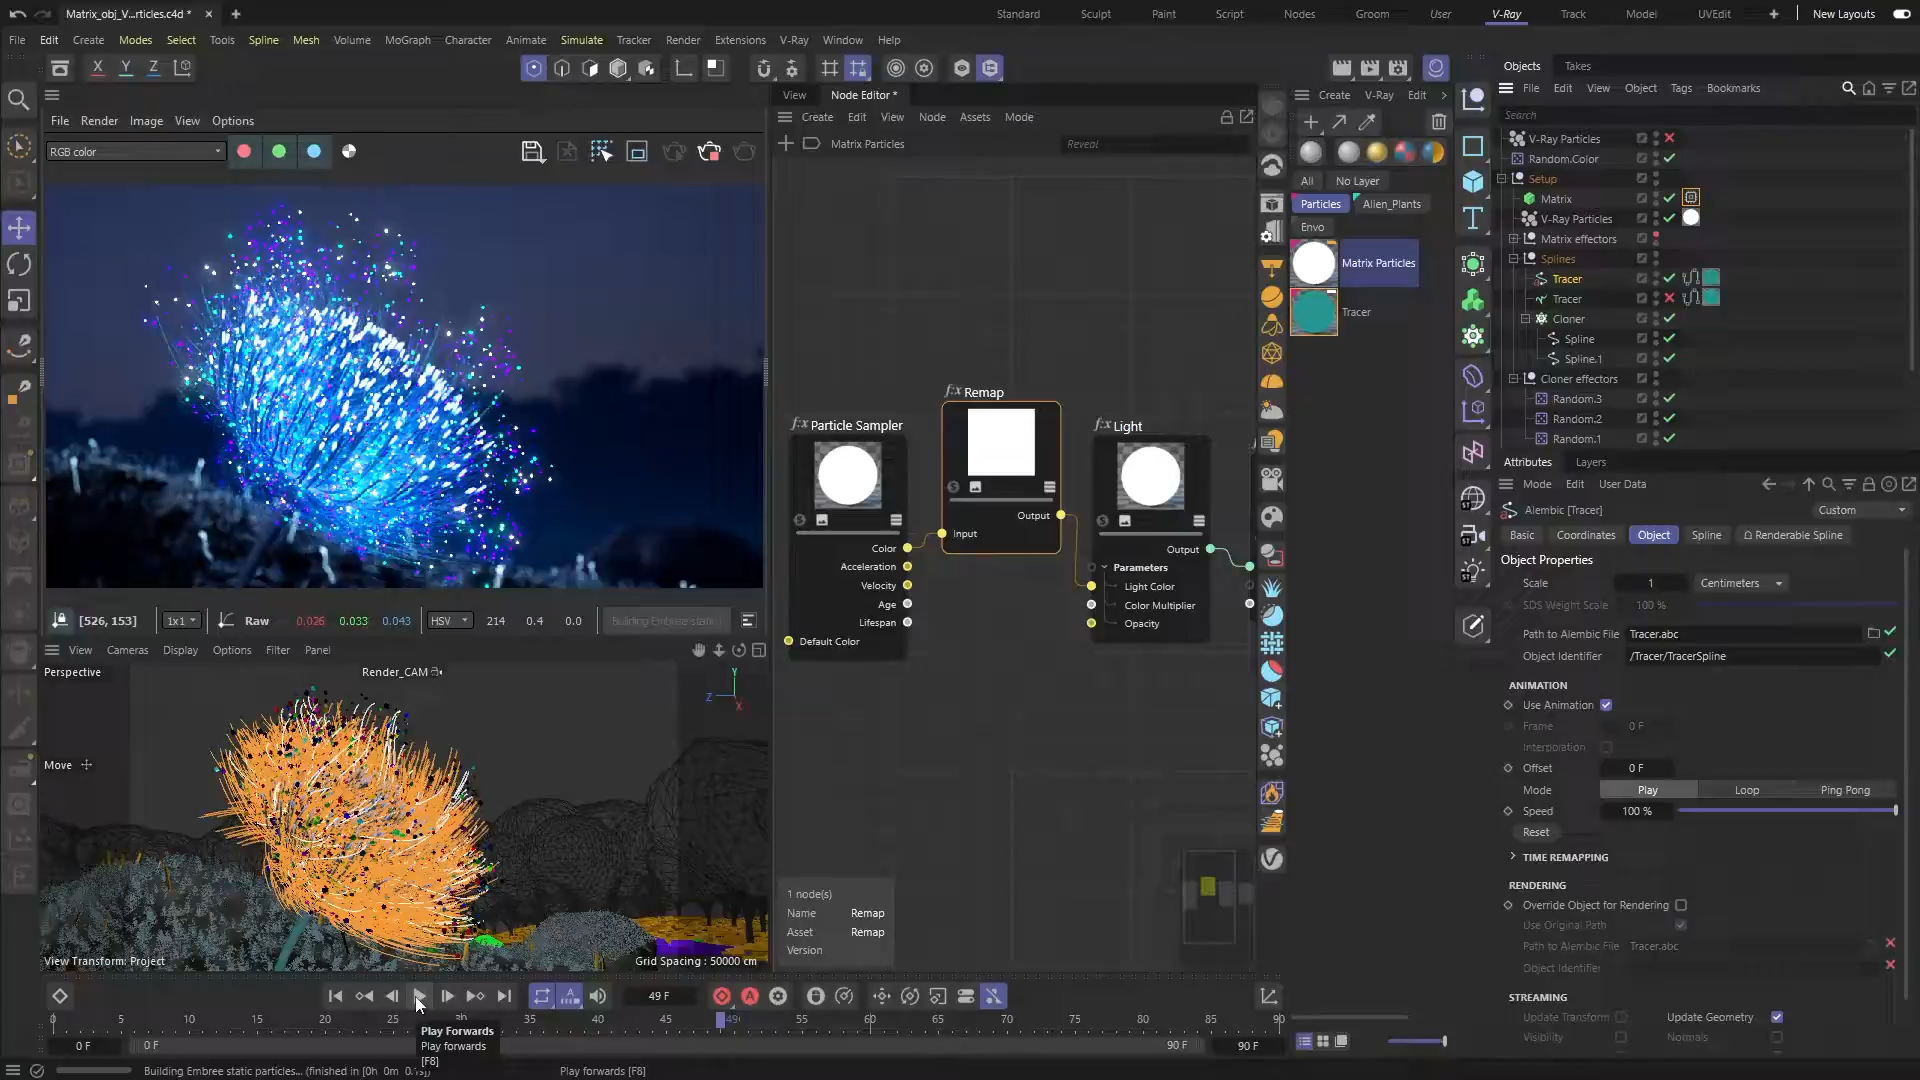 Matrix_obj_V...rticles.c4d *
Standard Sculpt Paint Script Nodes Groom User V-Ray Track Model UVEdit New Layouts
File Edit Create Modes Select Tools Spline Mesh Volume MoGraph Character Animate Simulate Tracker Render Extensions V-Ray Window Help
X Y Z
File Render Image View Options
RGB color
[526, 153] 1x1 Raw 0.026 0.033 0.043 HSV 214 0.4 0.0
View Cameras Display Options Filter Panel
Perspective
Render_CAM
Y
Z
X
Move
View Transform: Project
Grid Spacing : 50000 cm
View Node Editor *
Create Edit View Node Assets Mode
Matrix Particles
Reveal
f:x Particle Sampler
Color
Acceleration
Velocity
Age
Lifespan
Default Color
f:x Remap
Output
Input
f:x Light
Output
Parameters
Light Color
Color Multiplier
Opacity
1 node(s)
Name Remap
Asset Remap
Version
Create V-Ray Edit
All No Layer
Particles Alien_Plants
Envo
Matrix Particles
Tracer
Objects Takes
File Edit View Object Tags Bookmarks
Search
V-Ray Particles
Random.Color
Setup
Matrix
V-Ray Particles
Matrix effectors
Splines
Tracer
Tracer
Cloner
Spline
Spline.1
Cloner effectors
Random.3
Random.2
Random.1
Attributes Layers
Mode Edit User Data
Alembic [Tracer] Custom
Basic Coordinates Object Spline Renderable Spline
Object Properties
Scale 1 Centimeters
SDS Weight Scale 100 %
Path to Alembic File Tracer.abc
Object Identifier /Tracer/TracerSpline
ANIMATION
Use Animation
Frame 0 F
Interpolation
Offset 0 F
Mode Play Loop Ping Pong
Speed 100 %
Reset
TIME REMAPPING
RENDERING
Override Object for Rendering
Use Original Path
Path to Alembic File Tracer.abc
Object Identifier
STREAMING
Update Transform Update Geometry
Visibility Normals
49 F
0 5 10 15 20 25 30 35 40 45 49 55 60 65 70 75 80 85 90
Play Forwards
Play forwards
[F8]
0 F 0 F 90 F 90 F
Building Embree static particles... (finished in [0h 0m Play forwards [F8]